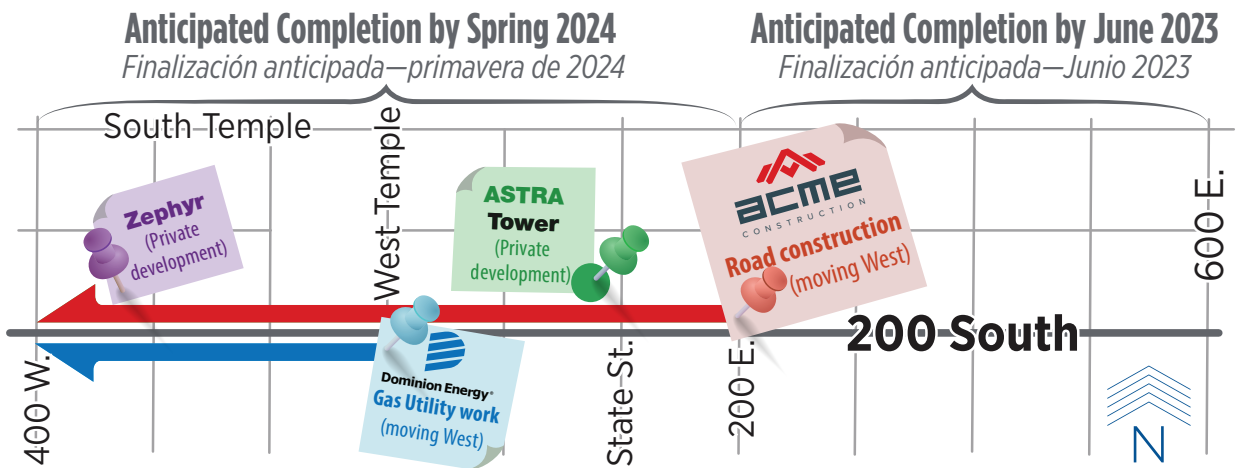 Anticipated Completion by Spring 2024
Finalización anticipada—primavera de 2024
Anticipated Completion by June 2023
Finalización anticipada—Junio 2023
South Temple
West Temple
Zephyr
(Private
development)
ASTRA
Tower
(Private
development)
acme
CONSTRUCTION
Road construction
(moving West)
600 E.
200 South
Dominion Energy®
Gas Utility work
(moving West)
400 W.
State St.
200 E.
N